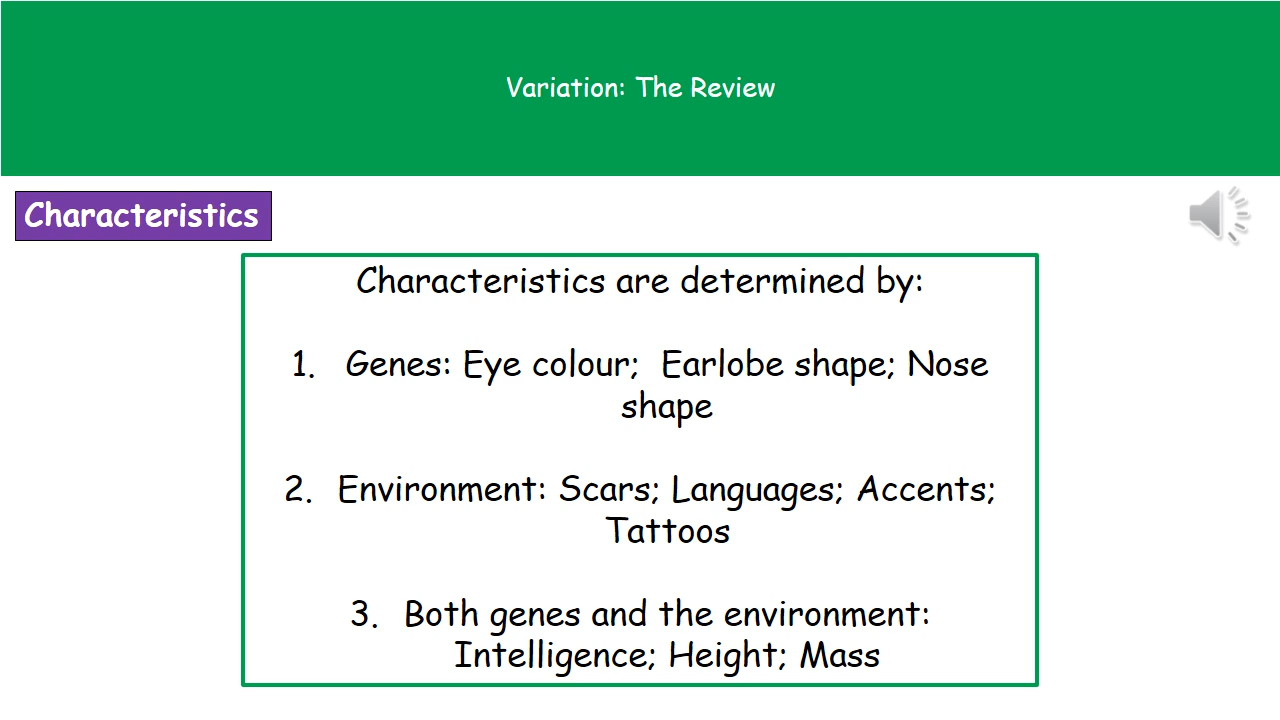 Variation: The Review
Characteristics
Characteristics are determined by:
1. Genes: Eye colour; Earlobe shape; Nose
shape
2. Environment: Scars; Languages; Accents;
Tattoos
3. Both genes and the environment:
Intelligence; Height; Mass